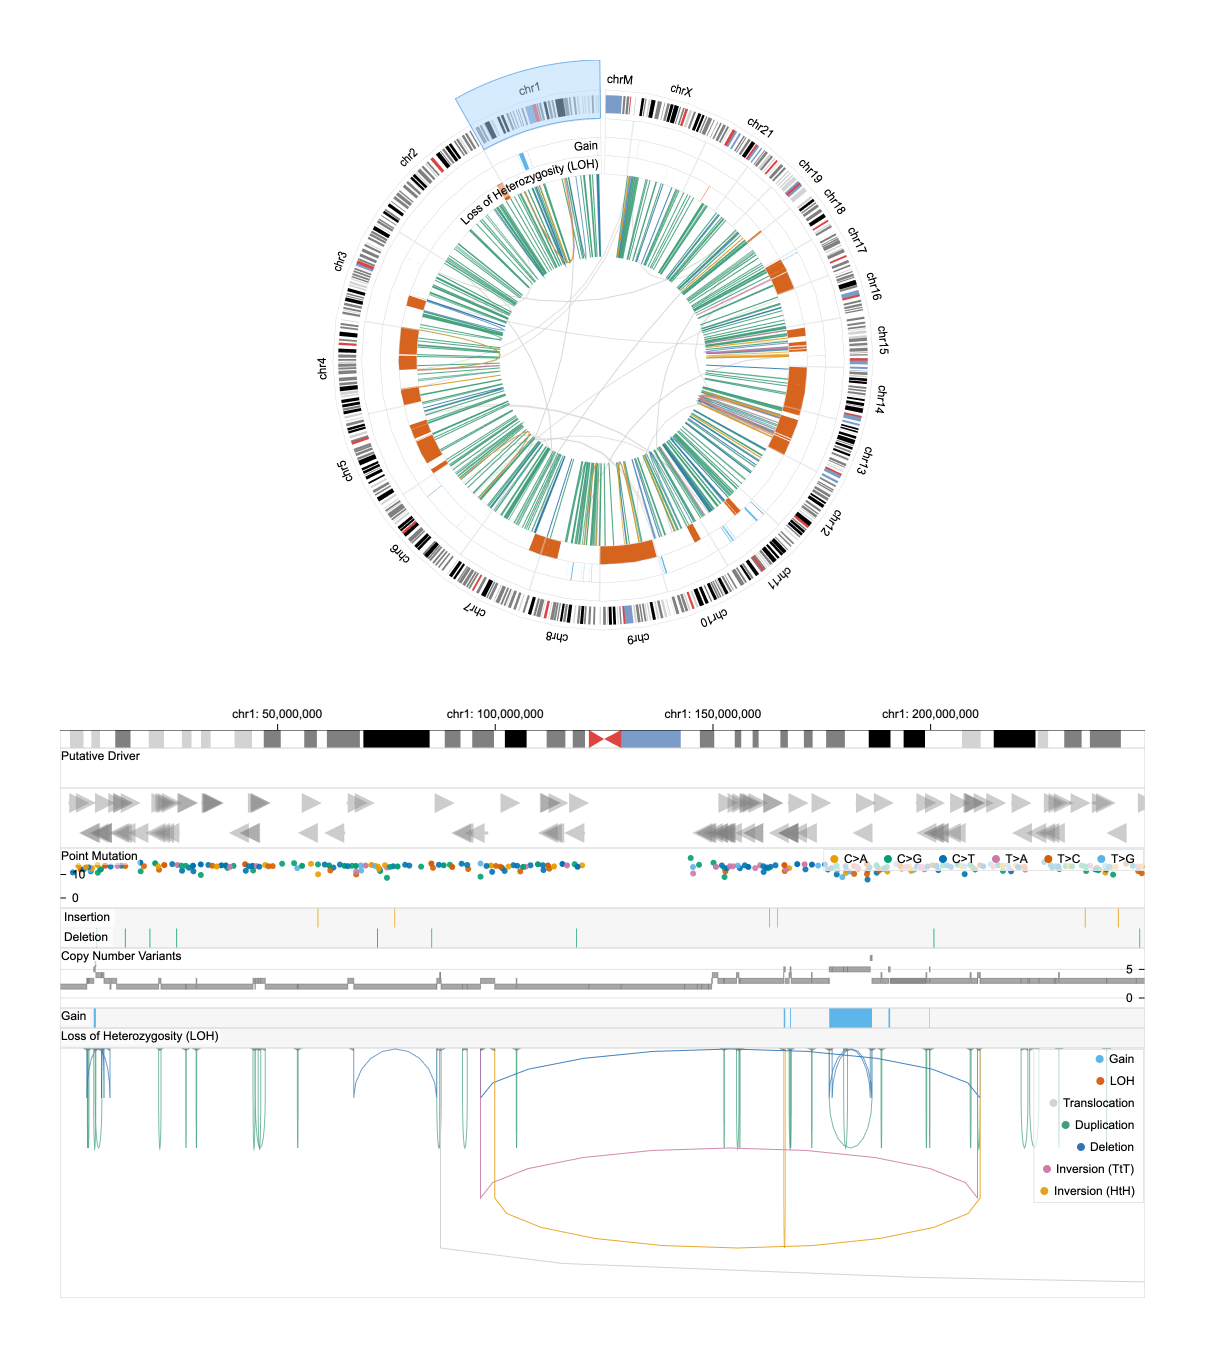 chrM
chrX
chr1
chr21
chr2
Gain
chr19
Loss of Heterozygosity (LOH)
chr18
chr17
chr3
chr16
chr15
chr4
chr14
chr13
chr5
chr12
chr6
chr11
chr7
chr10
chr8
chr9
chr1: 50,000,000
chr1: 100,000,000
chr1: 150,000,000
chr1: 200,000,000
Putative Driver
Point Mutation
C>A
C>G
C>T
T>A
T>C
T>G
10
0
Insertion
Deletion
Copy Number Variants
5
0
Gain
Loss of Heterozygosity (LOH)
Gain
LOH
Translocation
Duplication
Deletion
Inversion (TtT)
Inversion (HtH)